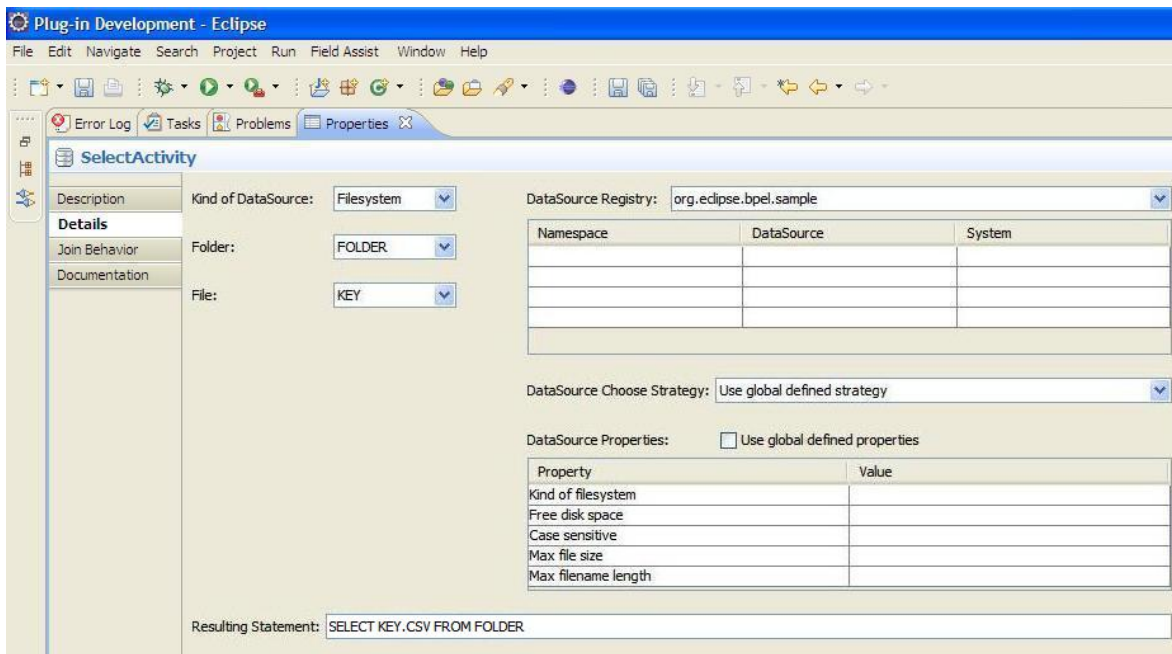 Plug-in Development - Eclipse
File Edit Navigate Search Project Run Field Assist Window Help
Error Log Tasks Problems Properties
SelectActivity
Description
Details
Join Behavior
Documentation
Kind of DataSource: Filesystem
Folder: FOLDER
File: KEY
DataSource Registry: org.eclipse.bpel.sample
Namespace DataSource System
DataSource Choose Strategy: Use global defined strategy
DataSource Properties: Use global defined properties
Property Value
Kind of filesystem
Free disk space
Case sensitive
Max file size
Max filename length
Resulting Statement: SELECT KEY.CSV FROM FOLDER